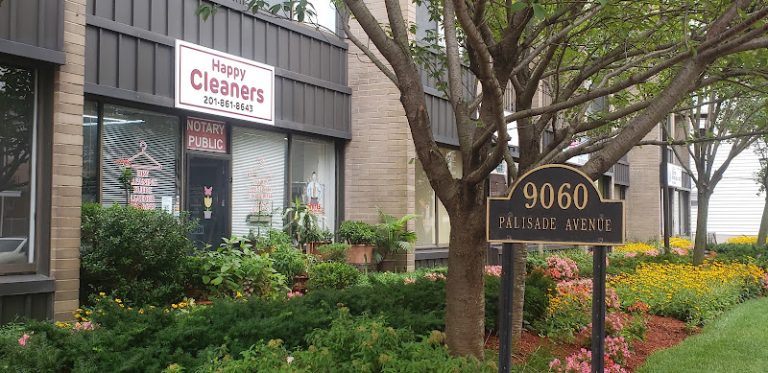 Happy
Cleaners
201-861-8643
NOTARY
PUBLIC
9060
PALISADE AVENUE